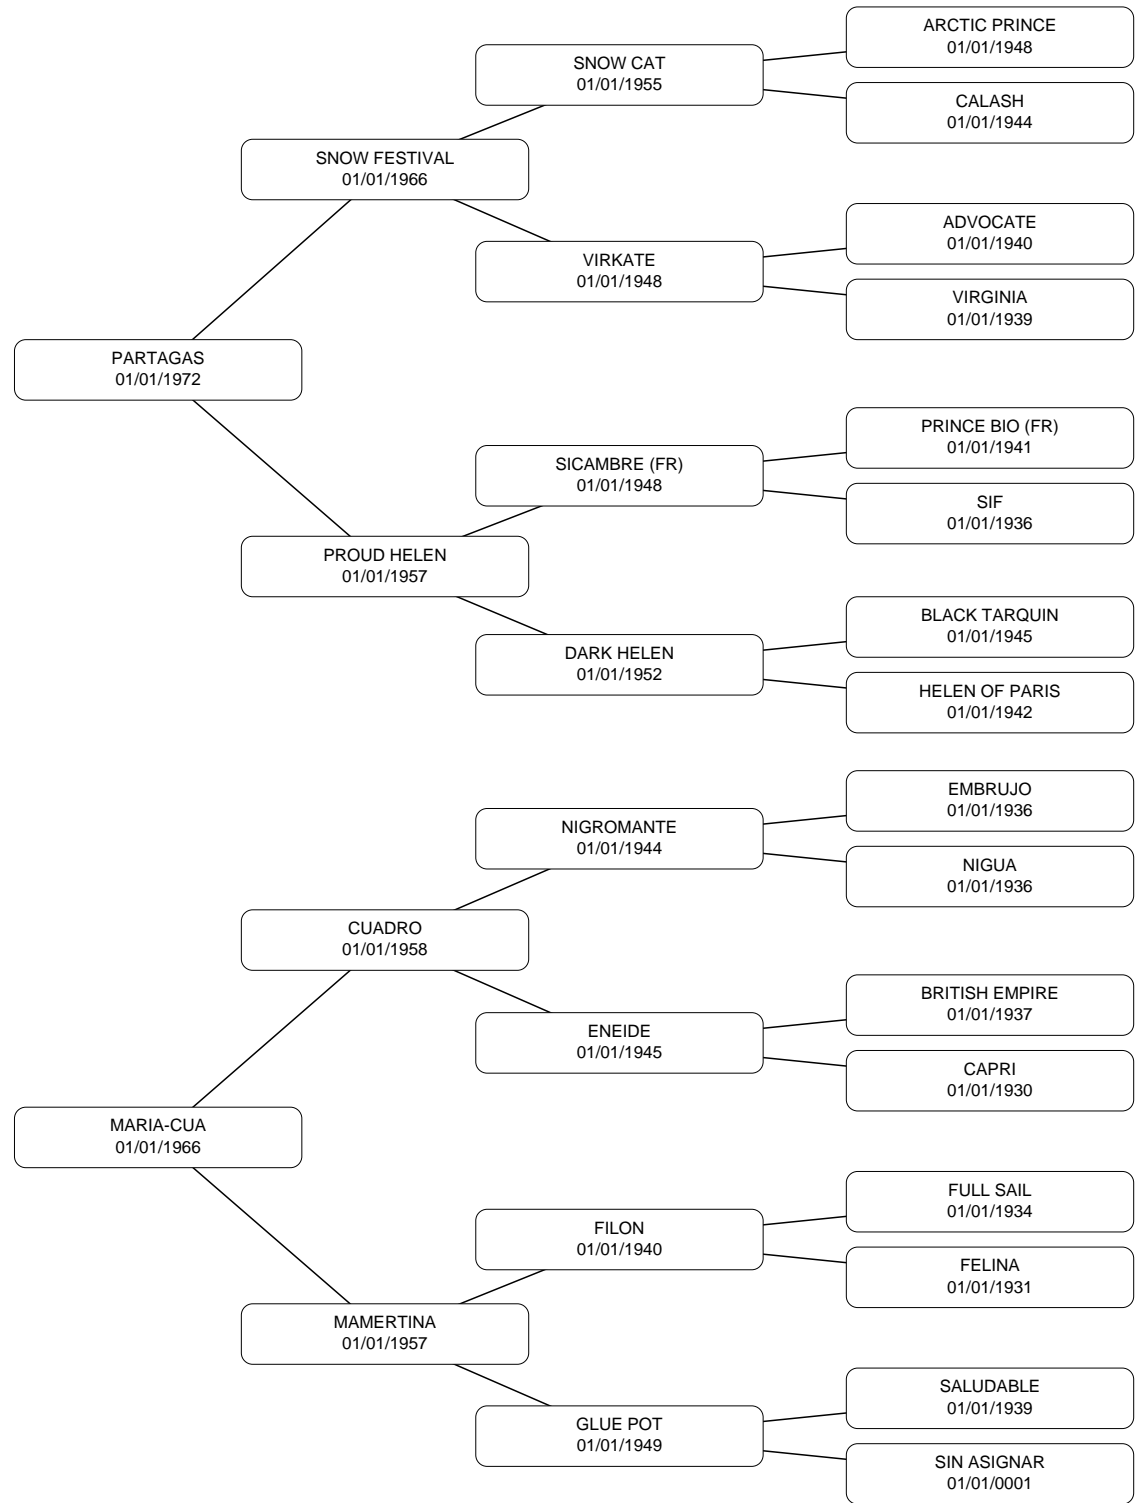 ARCTIC PRINCE
01/01/1948
SNOW CAT
01/01/1955
CALASH
01/01/1944
SNOW FESTIVAL
01/01/1966
ADVOCATE
01/01/1940
VIRKATE
01/01/1948
VIRGINIA
01/01/1939
PARTAGAS
01/01/1972
PRINCE BIO (FR)
01/01/1941
SICAMBRE (FR)
01/01/1948
SIF
01/01/1936
PROUD HELEN
01/01/1957
BLACK TARQUIN
01/01/1945
DARK HELEN
01/01/1952
HELEN OF PARIS
01/01/1942
EMBRUJO
01/01/1936
NIGROMANTE
01/01/1944
NIGUA
01/01/1936
CUADRO
01/01/1958
BRITISH EMPIRE
01/01/1937
ENEIDE
01/01/1945
CAPRI
01/01/1930
MARIA-CUA
01/01/1966
FULL SAIL
01/01/1934
FILON
01/01/1940
FELINA
01/01/1931
MAMERTINA
01/01/1957
SALUDABLE
01/01/1939
GLUE POT
01/01/1949
SIN ASIGNAR
01/01/0001